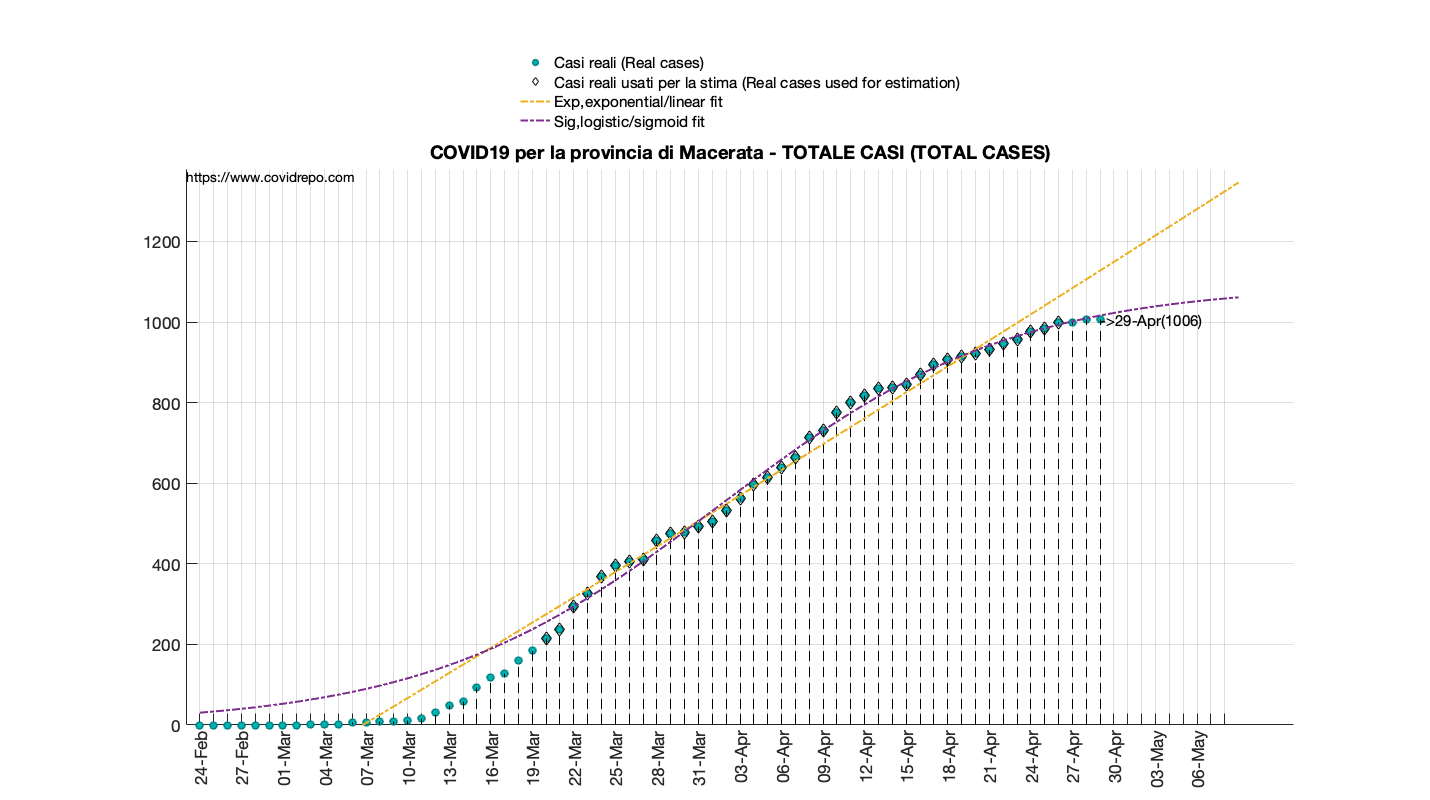 Casi reali (Real cases)
Casi reali usati per la stima (Real cases used for estimation)
Exp,exponential/linear fit
Sig,logistic/sigmoid fit
COVID19 per la provincia di Macerata - TOTALE CASI (TOTAL CASES)
https://www.covidrepo.com
1200
1000
800
600
400
200
0
->29-Apr(1006)
24-Feb
27-Feb
01-Mar
04-Mar
07-Mar
10-Mar
13-Mar
16-Mar
19-Mar
22-Mar
25-Mar
28-Mar
31-Mar
03-Apr
06-Apr
09-Apr
12-Apr
15-Apr
18-Apr
21-Apr
24-Apr
27-Apr
30-Apr
03-May
06-May